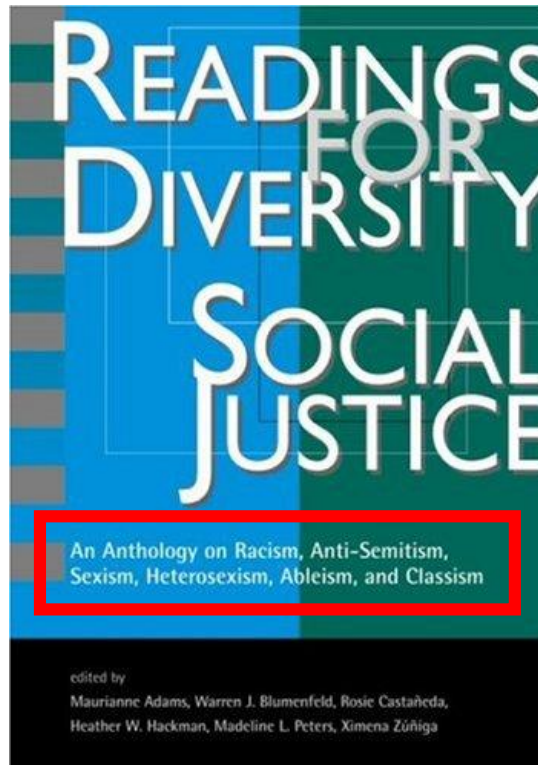 READINGS
FOR
DIVERSITY
SOCIAL
JUSTICE
An Anthology on Racism, Anti-Semitism,
Sexism, Heterosexism, Ableism, and Classism
edited by
Maurianne Adams, Warren J. Blumenfeld, Rosie Castañeda,
Heather W. Hackman, Madeline L. Peters, Ximena Zúñiga